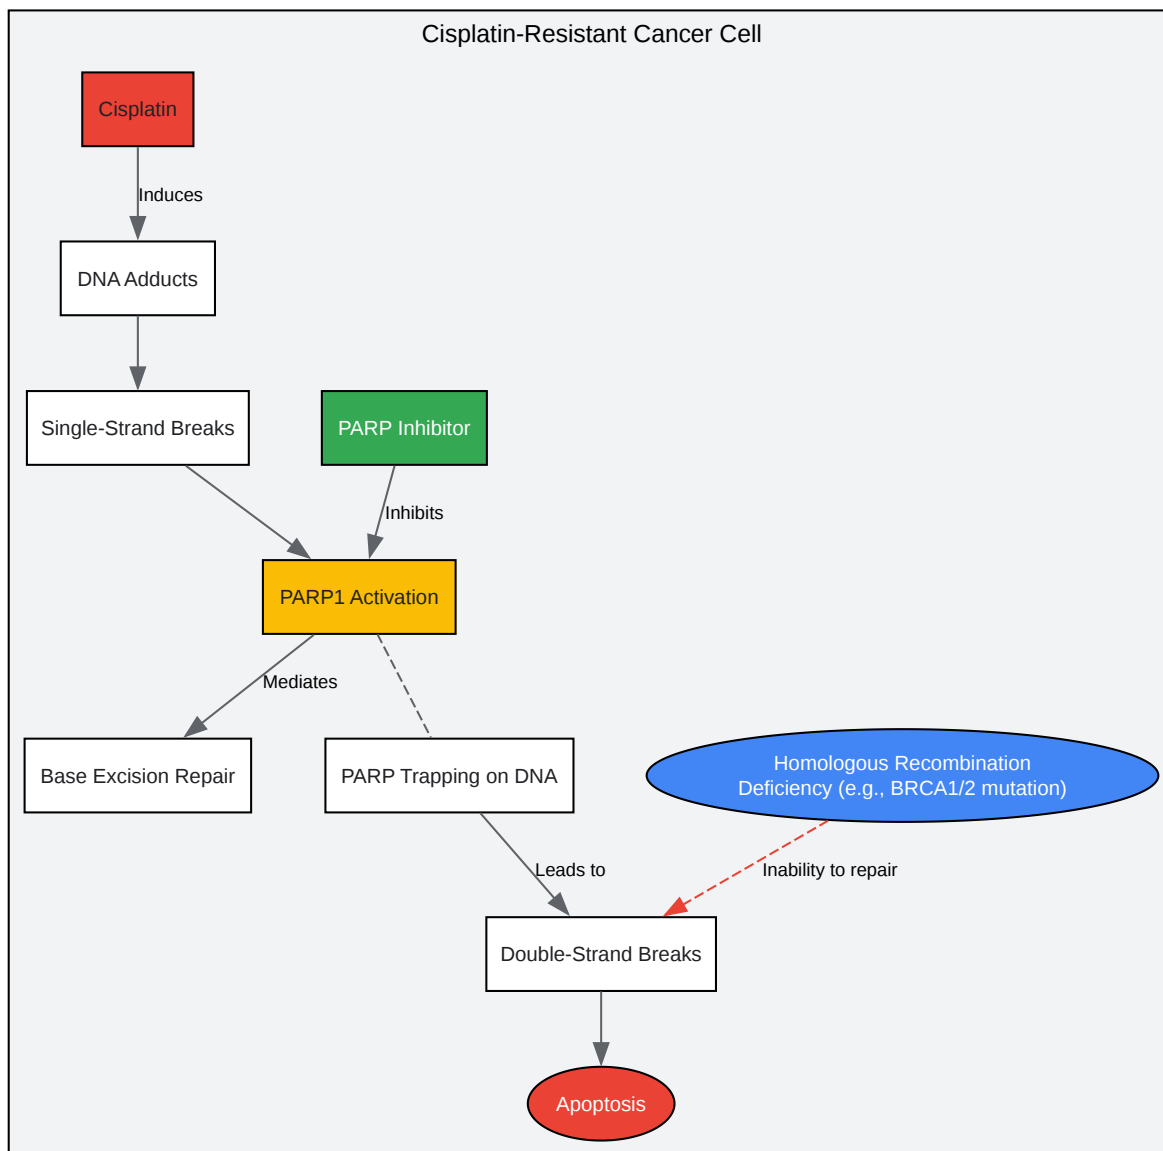 Cisplatin-Resistant Cancer Cell
Cisplatin
Induces
DNA Adducts
Single-Strand Breaks
PARP Inhibitor
Inhibits
PARP1 Activation
Mediates
Base Excision Repair
PARP Trapping on DNA
Homologous Recombination
Deficiency (e.g., BRCA1/2 mutation)
Leads to
Inability to repair
Double-Strand Breaks
Apoptosis